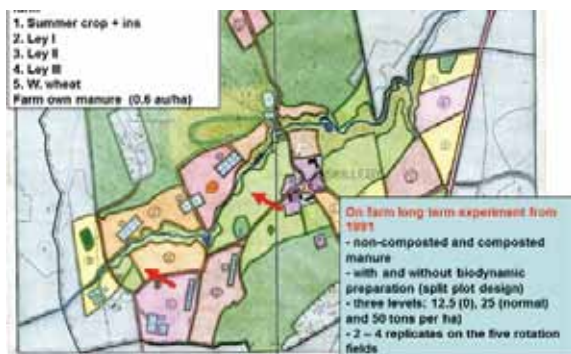 1. Summer crop + ins
2. Ley I
3. Ley II
4. Ley III
5. W. wheat
Farm own manure (0,6 au/ha)
On farm long term experiment from
1991
- non-composted and composted
manure
- with and without biodynamic
preparation (split plot design)
- three levels: 12.5 (0), 25 (normal)
and 50 tons per ha)
- 2 – 4 replicates on the five rotation
fields